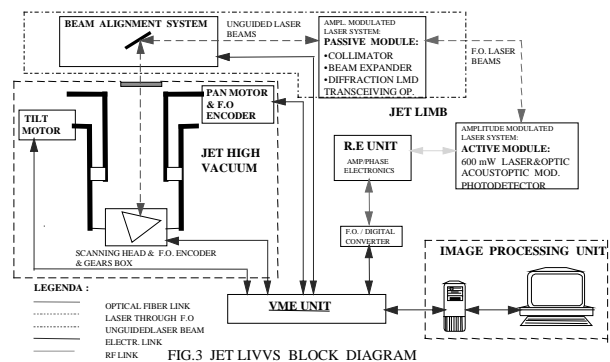 BEAM ALIGNMENT SYSTEM
UNGUIDED LASER
BEAMS
AMPL. MODULATED
LASER SYSTEM:
PASSIVE MODULE:
•COLLIMATOR
•BEAM EXPANDER
•DIFFRACTION LMD
TRANSCEIVING OP.
F.O. LASER
BEAMS
JET LIMB
TILT
MOTOR
PAN MOTOR
& F.O
ENCODER
JET HIGH
VACUUM
R.E UNIT
AMP/PHASE
ELECTRONICS
AMPLITUDE MODULATED
LASER SYSTEM:
ACTIVE MODULE:
600 mW LASER&OPTIC
ACOUSTOPTIC MOD.
PHOTODETECTOR
F.O. / DIGITAL
CONVERTER
SCANNING HEAD & F.O. ENCODER
& GEARS BOX
IMAGE PROCESSING UNIT
VME UNIT
LEGENDA :
OPTICAL FIBER LINK
LASER THROUGH F.O
UNGUIDEDLASER BEAM
ELECTR. LINK
RF LINK
FIG.3 JET LIVVS BLOCK DIAGRAM